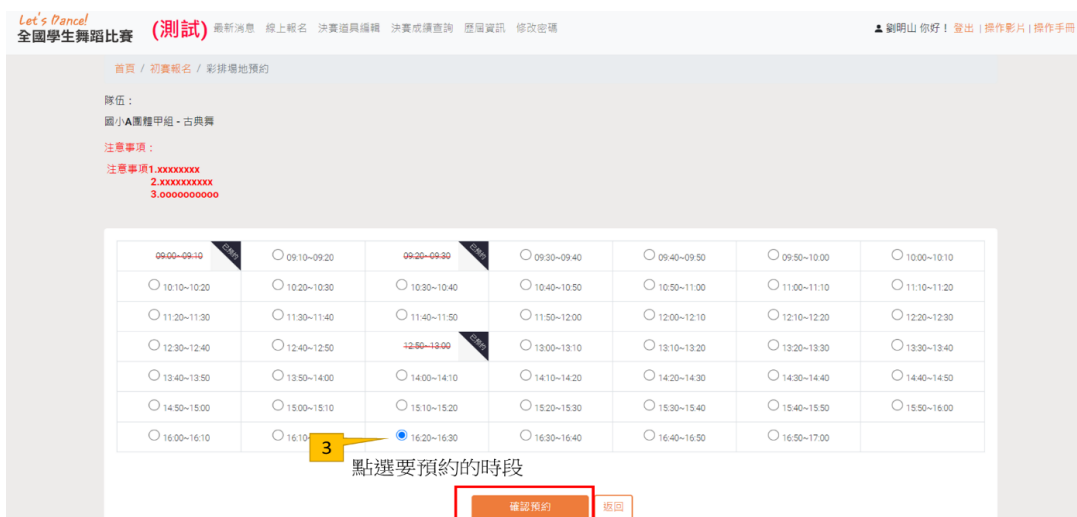 Let's Dance!
全國學生舞蹈比賽 (測試) 最新消息 線上報名 決賽道具編輯 決賽成績查詢 歷屆資訊 修改密碼 劉明山 你好! 登出 | 操作影片 | 操作手冊
首頁 / 初賽報名 / 彩排場地預約
隊伍:
國小A團體甲組 - 古典舞
注意事項:
注意事項1.xxxxxxxx
2.xxxxxxxxxx
3.oooooooooo
09:00~09:10 已預約 09:10~09:20 09:20~09:30 已預約 09:30~09:40 09:40~09:50 09:50~10:00 10:00~10:10
10:10~10:20 10:20~10:30 10:30~10:40 10:40~10:50 10:50~11:00 11:00~11:10 11:10~11:20
11:20~11:30 11:30~11:40 11:40~11:50 11:50~12:00 12:00~12:10 12:10~12:20 12:20~12:30
12:30~12:40 12:40~12:50 12:50~13:00 已預約 13:00~13:10 13:10~13:20 13:20~13:30 13:30~13:40
13:40~13:50 13:50~14:00 14:00~14:10 14:10~14:20 14:20~14:30 14:30~14:40 14:40~14:50
14:50~15:00 15:00~15:10 15:10~15:20 15:20~15:30 15:30~15:40 15:40~15:50 15:50~16:00
16:00~16:10 16:10~ 16:20~16:30 16:30~16:40 16:40~16:50 16:50~17:00
3
點選要預約的時段
確認預約 返回